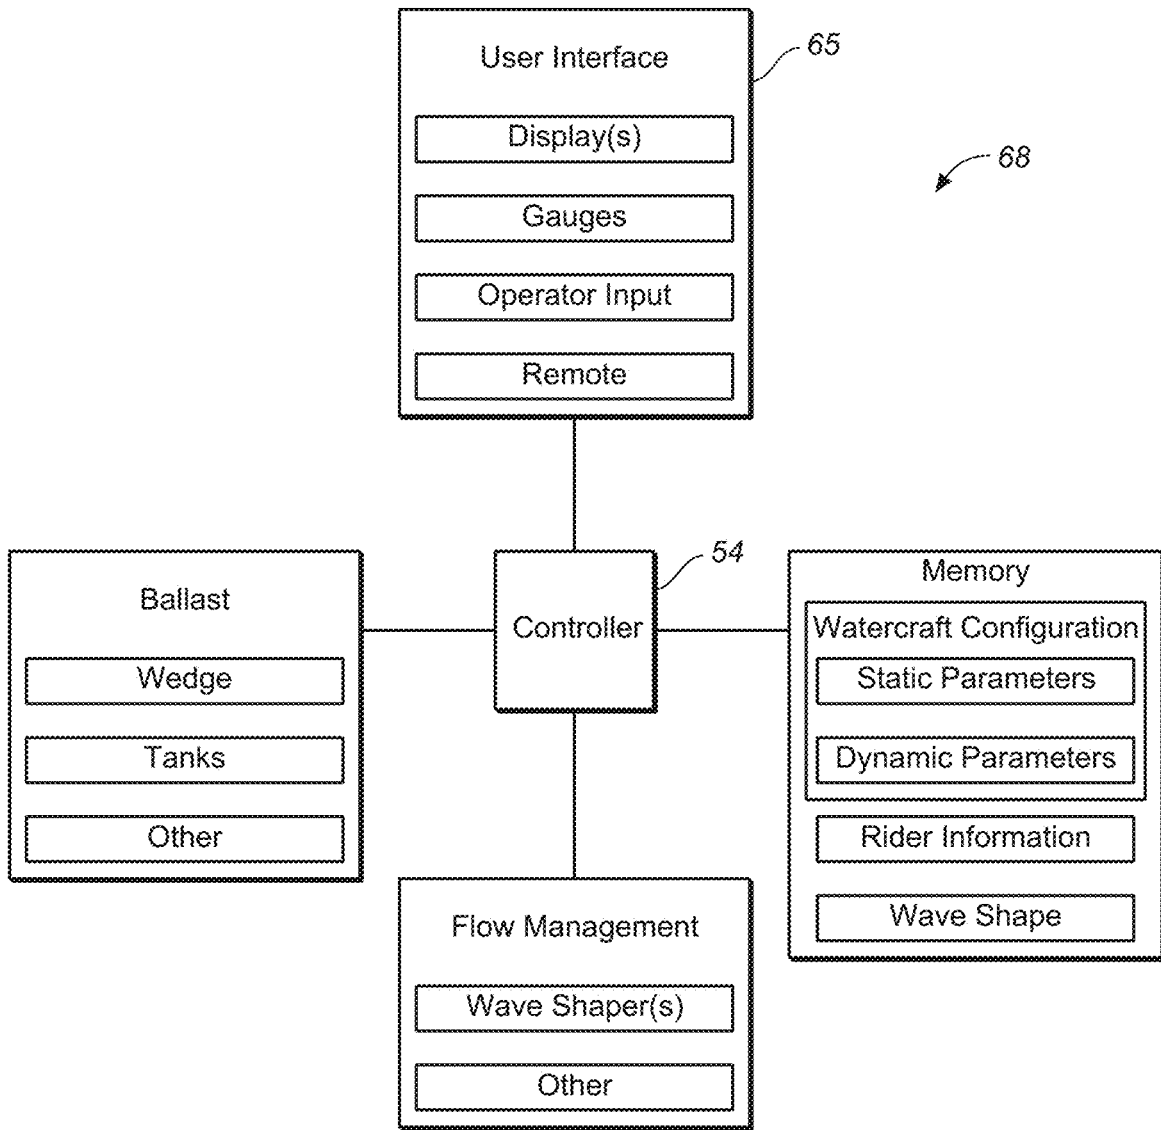 User Interface
65
Display(s)
Gauges
Operator Input
Remote
68
Ballast
Wedge
Tanks
Other
Controller
54
Memory
Watercraft Configuration
Static Parameters
Dynamic Parameters
Rider Information
Wave Shape
Flow Management
Wave Shaper(s)
Other